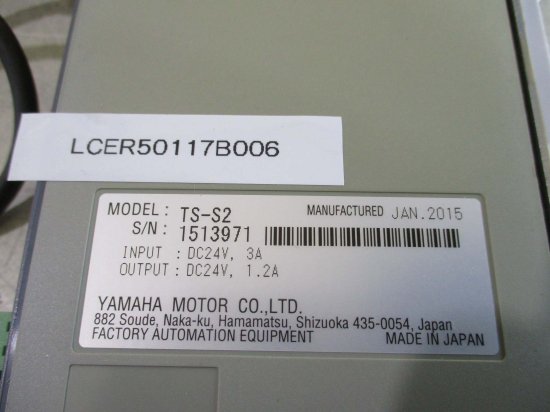 LCER50117B006
MODEL : TS-S2 MANUFACTURED JAN.2015
S/N : 1513971
INPUT : DC24V, 3A
OUTPUT : DC24V, 1.2A
YAMAHA MOTOR CO.,LTD.
882 Soude, Naka-ku, Hamamatsu, Shizuoka 435-0054, Japan
FACTORY AUTOMATION EQUIPMENT MADE IN JAPAN